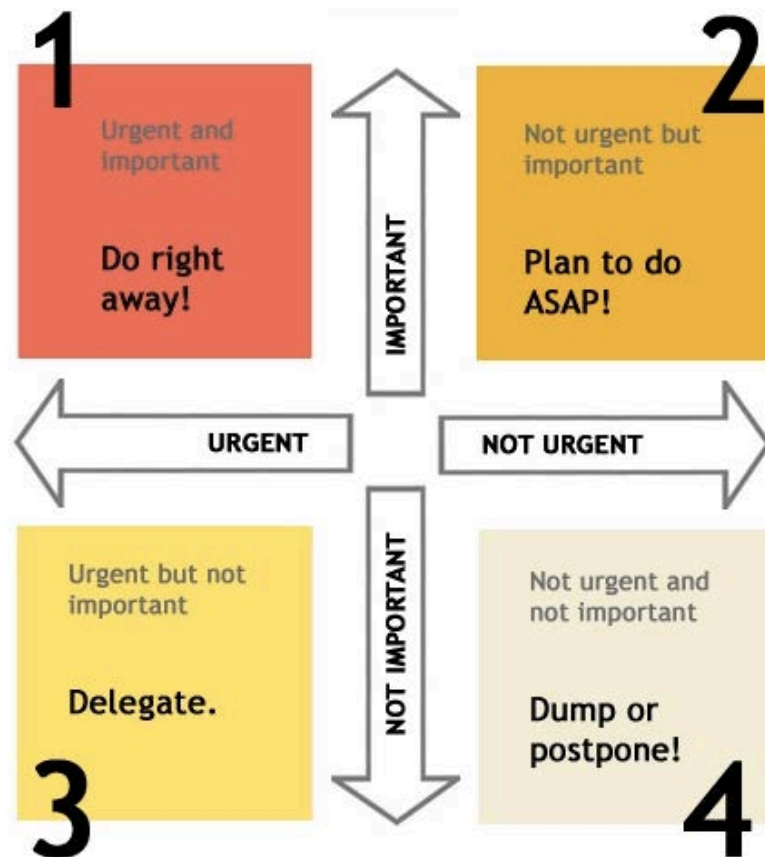 1
Urgent and
important
Do right
away!
2
Not urgent but
important
Plan to do
ASAP!
IMPORTANT
URGENT
NOT URGENT
NOT IMPORTANT
Urgent but not
important
Delegate.
3
Not urgent and
not important
Dump or
postpone!
4